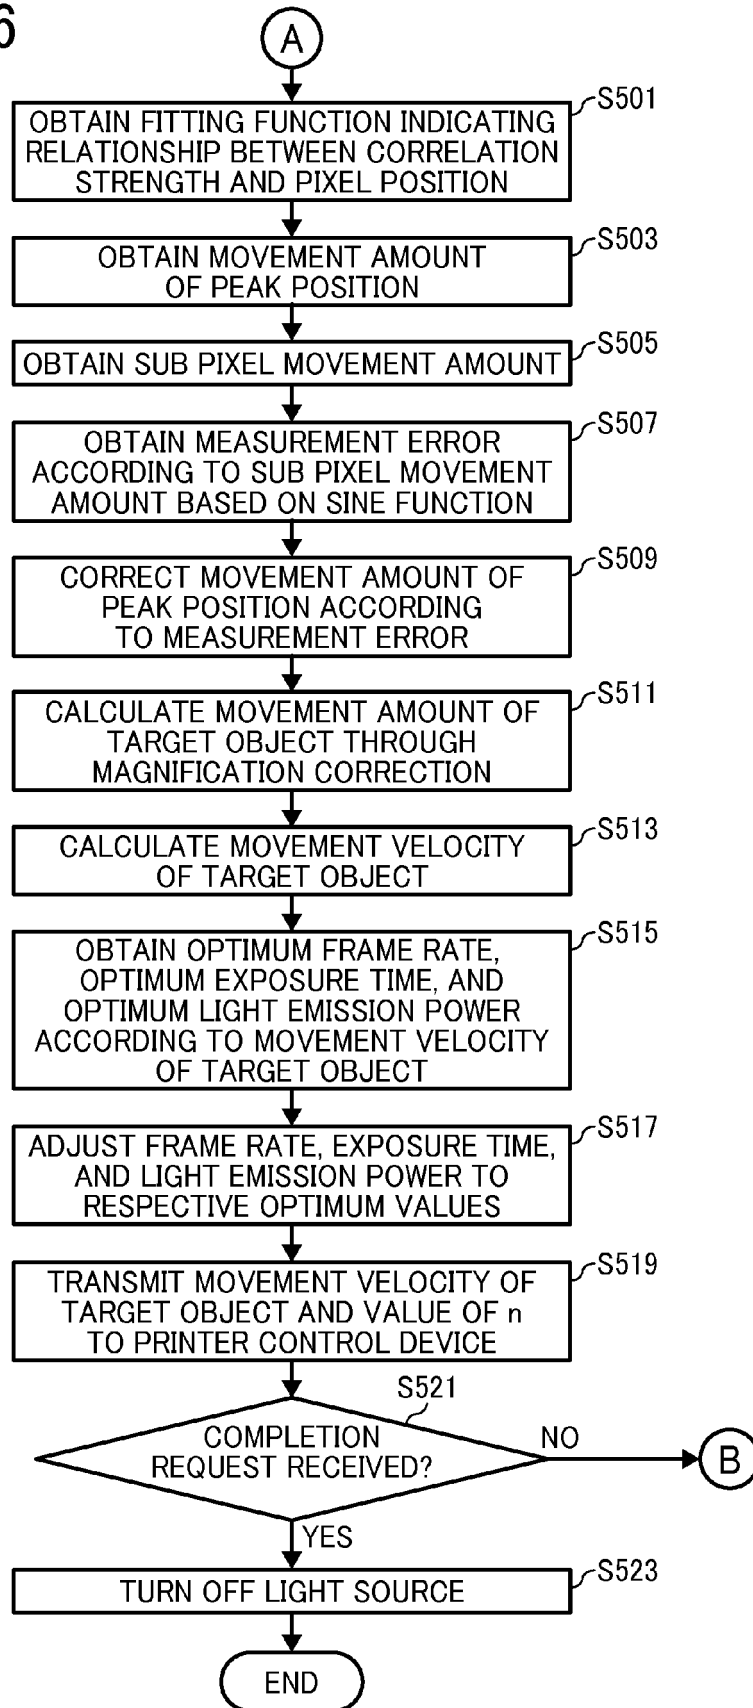 6
A
S501
OBTAIN FITTING FUNCTION INDICATING
RELATIONSHIP BETWEEN CORRELATION
STRENGTH AND PIXEL POSITION
S503
OBTAIN MOVEMENT AMOUNT
OF PEAK POSITION
S505
OBTAIN SUB PIXEL MOVEMENT AMOUNT
S507
OBTAIN MEASUREMENT ERROR
ACCORDING TO SUB PIXEL MOVEMENT
AMOUNT BASED ON SINE FUNCTION
S509
CORRECT MOVEMENT AMOUNT OF
PEAK POSITION ACCORDING
TO MEASUREMENT ERROR
S511
CALCULATE MOVEMENT AMOUNT OF
TARGET OBJECT THROUGH
MAGNIFICATION CORRECTION
S513
CALCULATE MOVEMENT VELOCITY
OF TARGET OBJECT
S515
OBTAIN OPTIMUM FRAME RATE,
OPTIMUM EXPOSURE TIME, AND
OPTIMUM LIGHT EMISSION POWER
ACCORDING TO MOVEMENT VELOCITY
OF TARGET OBJECT
S517
ADJUST FRAME RATE, EXPOSURE TIME,
AND LIGHT EMISSION POWER TO
RESPECTIVE OPTIMUM VALUES
S519
TRANSMIT MOVEMENT VELOCITY OF
TARGET OBJECT AND VALUE OF n
TO PRINTER CONTROL DEVICE
S521
COMPLETION
REQUEST RECEIVED?
NO
B
YES
S523
TURN OFF LIGHT SOURCE
END